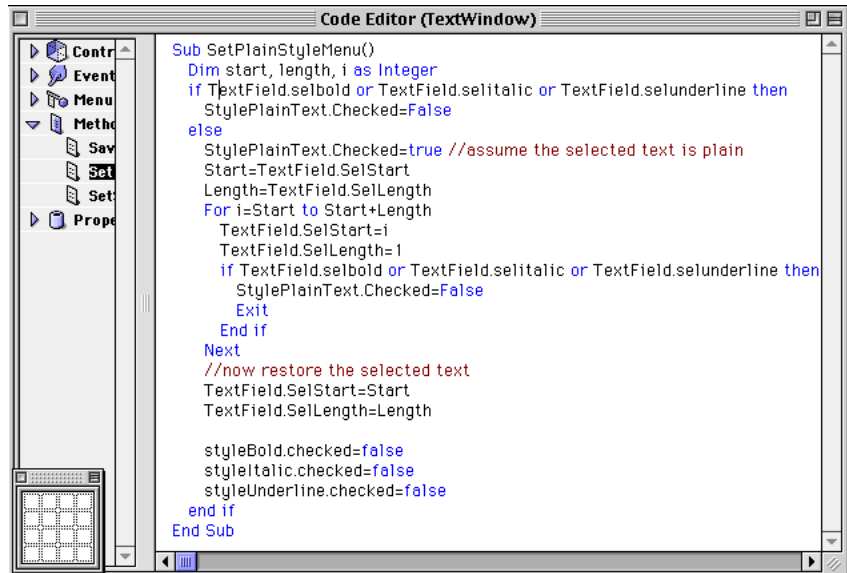 Code Editor (TextWindow)
Contr
Event
Menu
Metho
Sav
Set
Set
Prope
Sub SetPlainStyleMenu()
Dim start, length, i as Integer
if TextField.selbold or TextField.selitalic or TextField.selunderline then
StylePlainText.Checked=False
else
StylePlainText.Checked=true //assume the selected text is plain
Start=TextField.SelStart
Length=TextField.SelLength
For i=Start to Start+Length
TextField.SelStart=i
TextField.SelLength=1
if TextField.selbold or TextField.selitalic or TextField.selunderline then
StylePlainText.Checked=False
Exit
End if
Next
//now restore the selected text
TextField.SelStart=Start
TextField.SelLength=Length
styleBold.checked=false
styleItalic.checked=false
styleUnderline.checked=false
end if
End Sub